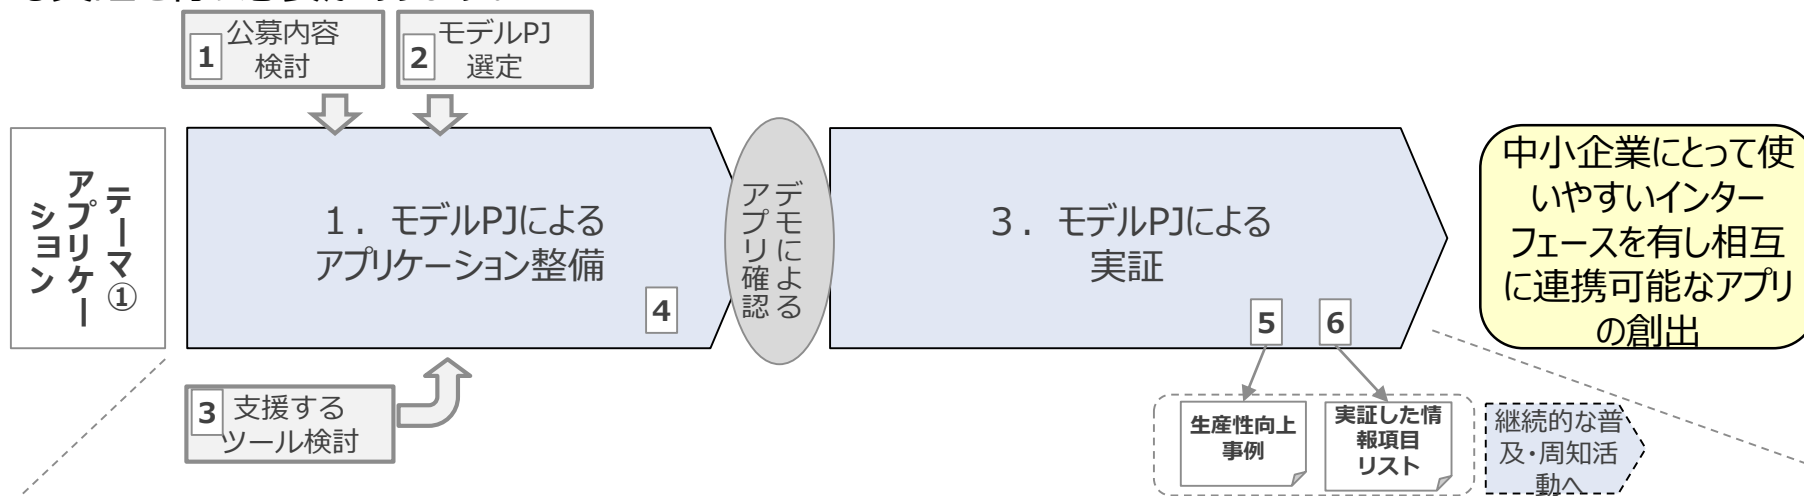 1
公募内容
検討
2
モデルPJ
選定
テーマ①
アプリケー
ション
１．モデルPJによる
アプリケーション整備
4
デモによる
アプリ確認
３．モデルPJによる
実証
5
6
中小企業にとって使
いやすいインター
フェースを有し相互
に連携可能なアプリ
の創出
3
支援する
ツール検討
生産性向上
事例
実証した情
報項目
リスト
継続的な普
及・周知活
動へ